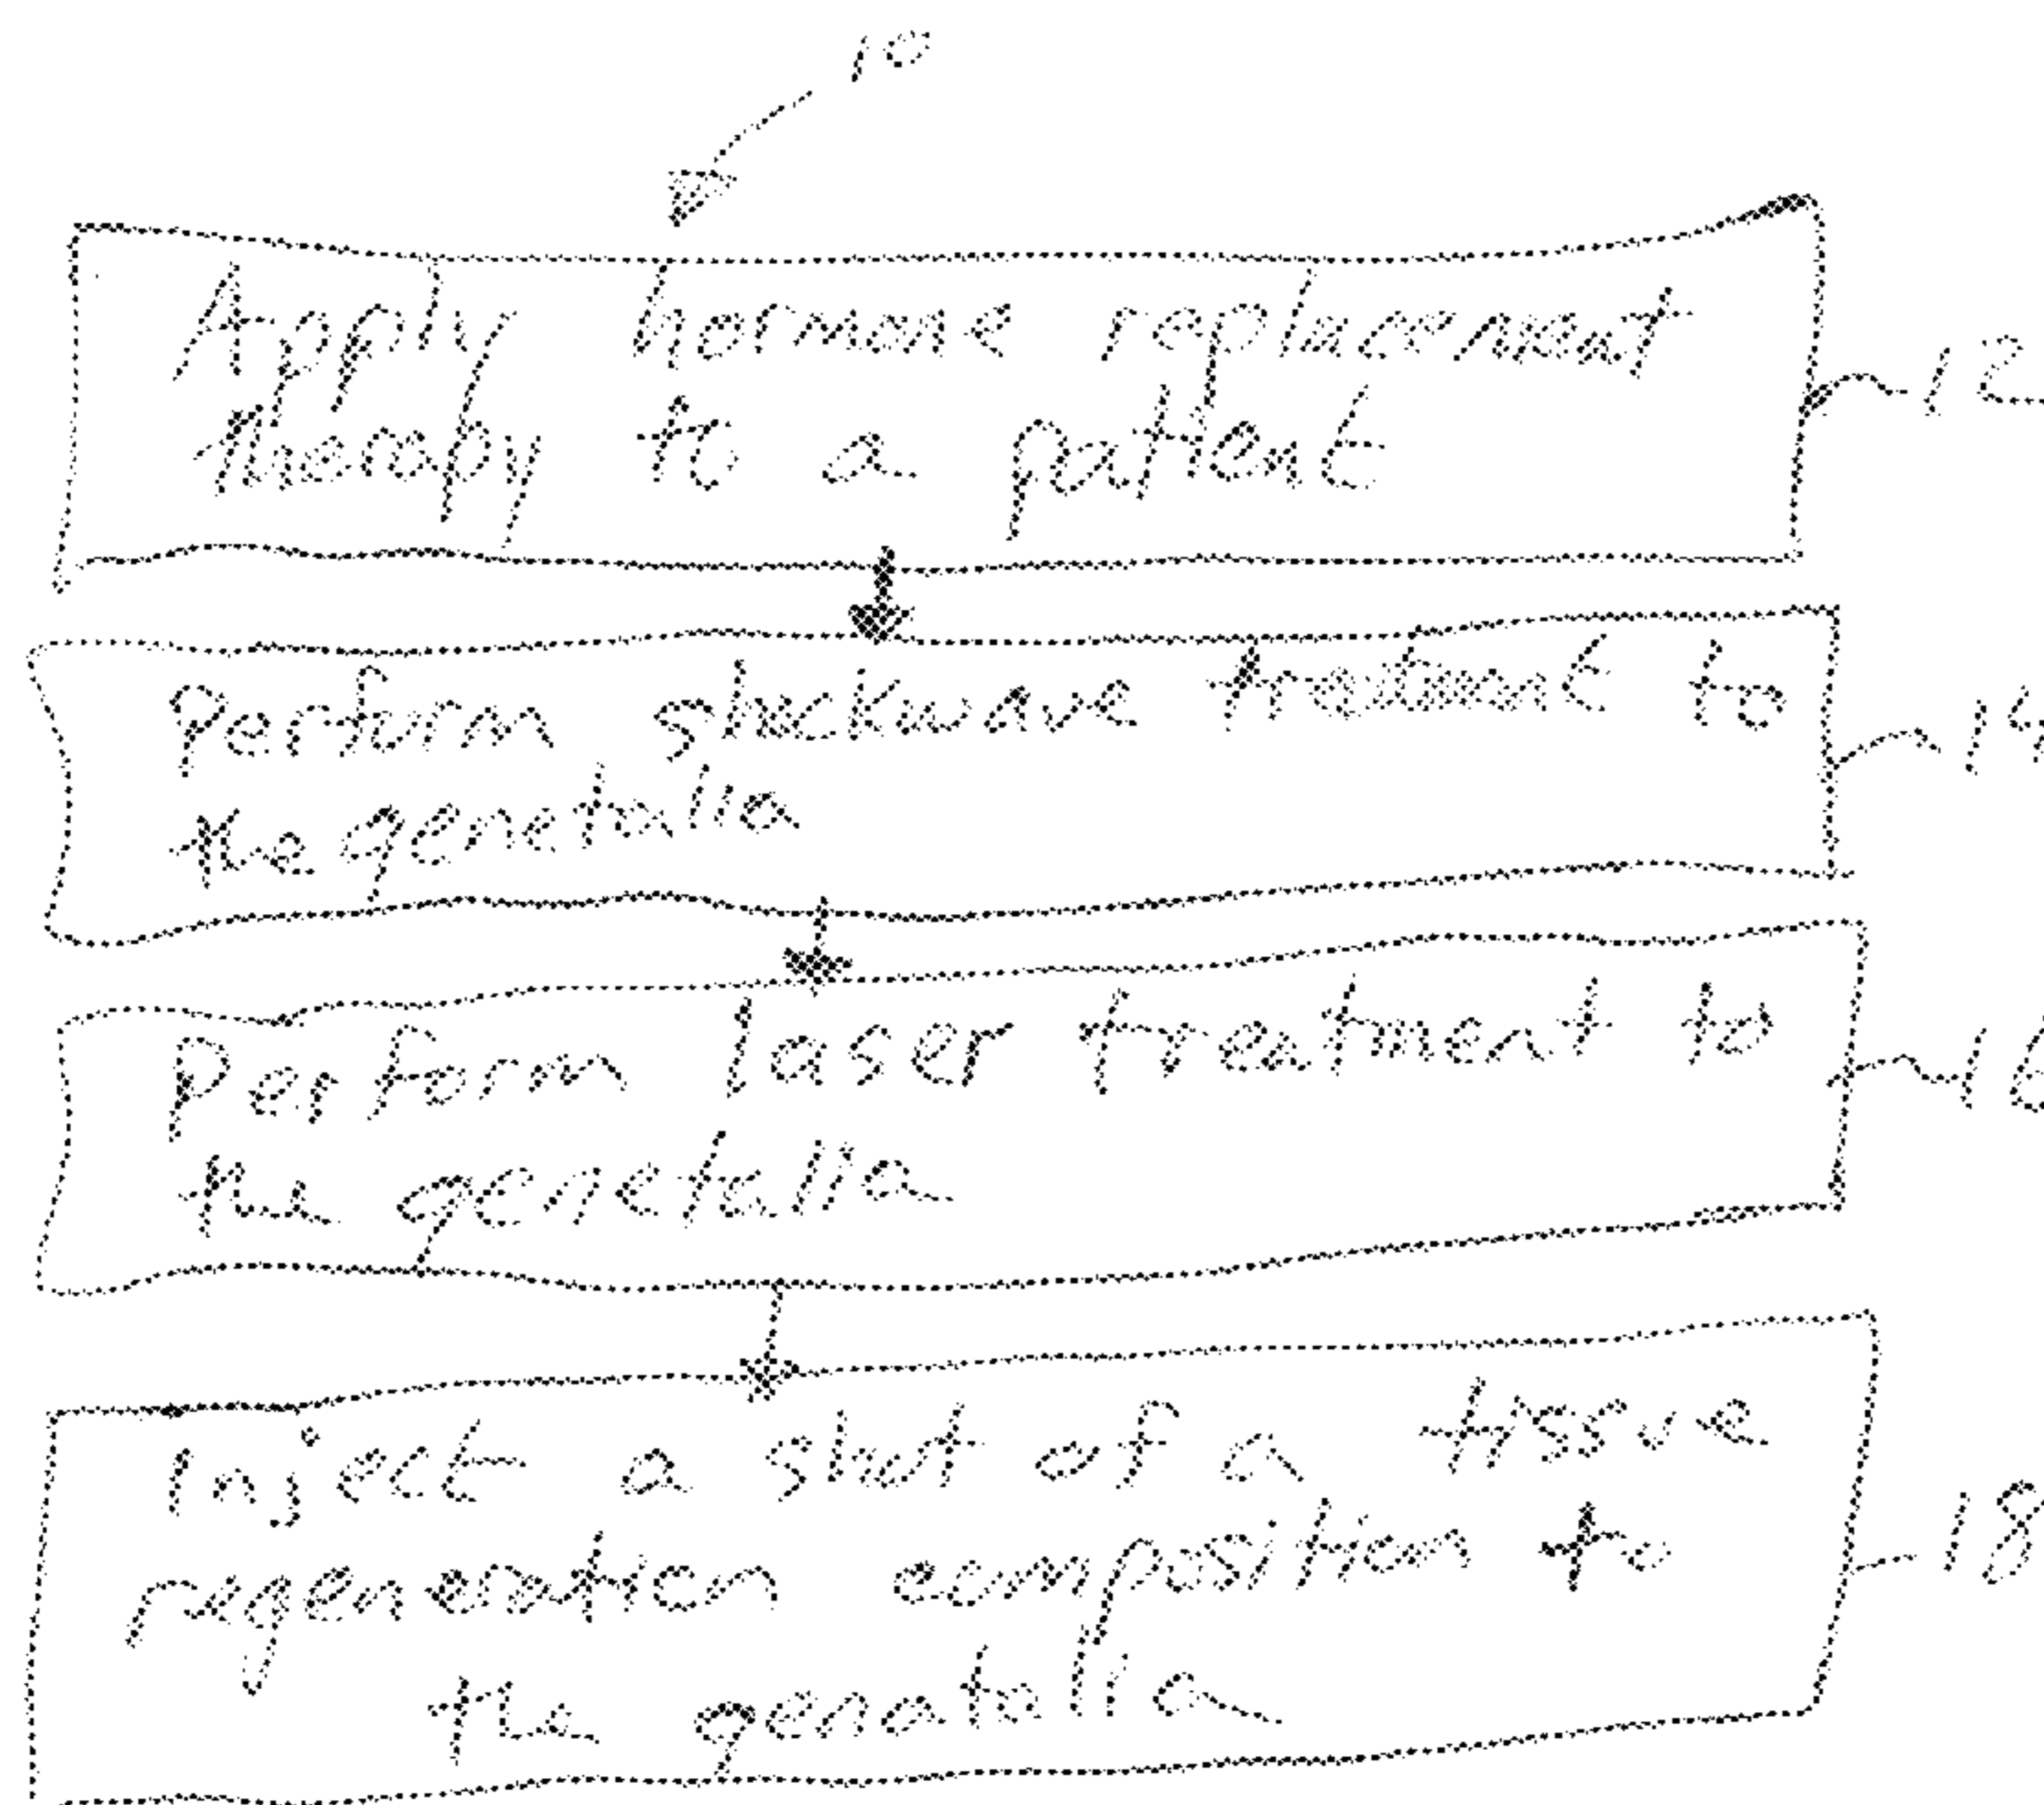 10
Apply hormone replacement
therapy to a patient
12
Perform shockwave treatment to
the genetalia
14
Perform laser treatment to
the genetalia
16
Inject a shot of a tissue
regeneration composition to
the genatalia
18